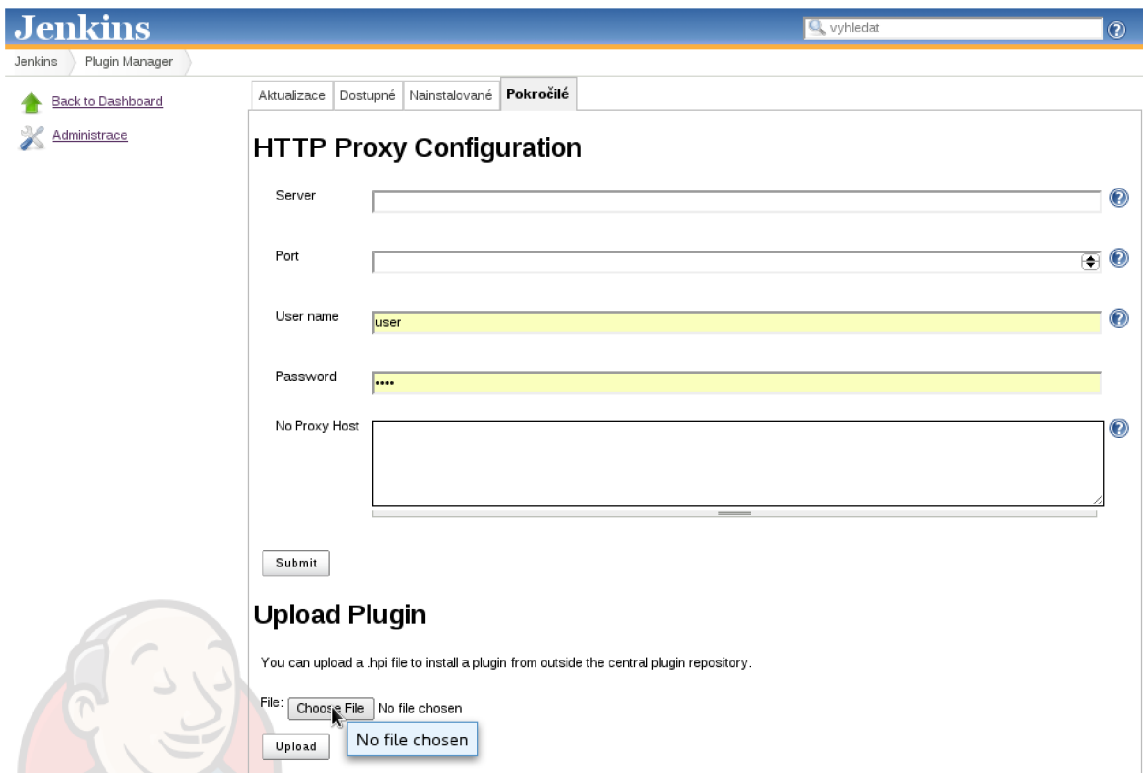 Jenkins
vyhledat
Jenkins Plugin Manager
Back to Dashboard
Administrace
Aktualizace Dostupné Nainstalované Pokročilé
HTTP Proxy Configuration
Server
Port
User name user
Password ••••
No Proxy Host
Submit
Upload Plugin
You can upload a .hpi file to install a plugin from outside the central plugin repository.
File: Choose File No file chosen
No file chosen
Upload